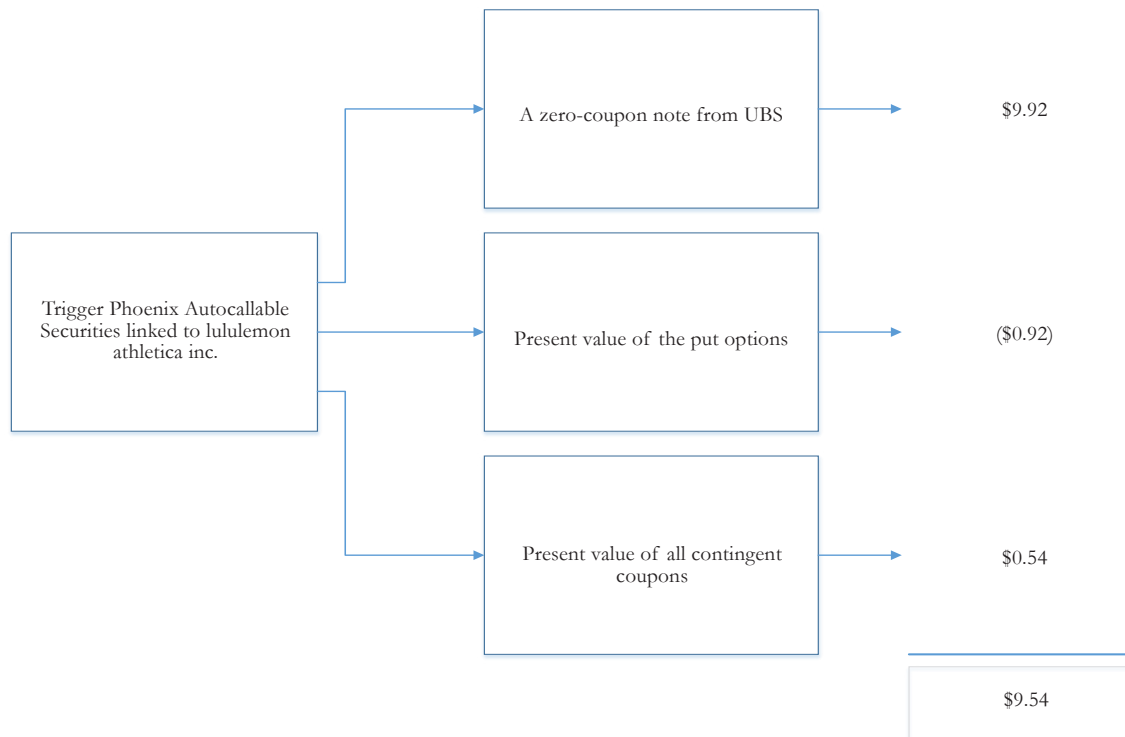 A zero-coupon note from UBS
$9.92
Trigger Phoenix Autocallable
Securities linked to lululemon
athletica inc.
Present value of the put options
($0.92)
Present value of all contingent
coupons
$0.54
$9.54